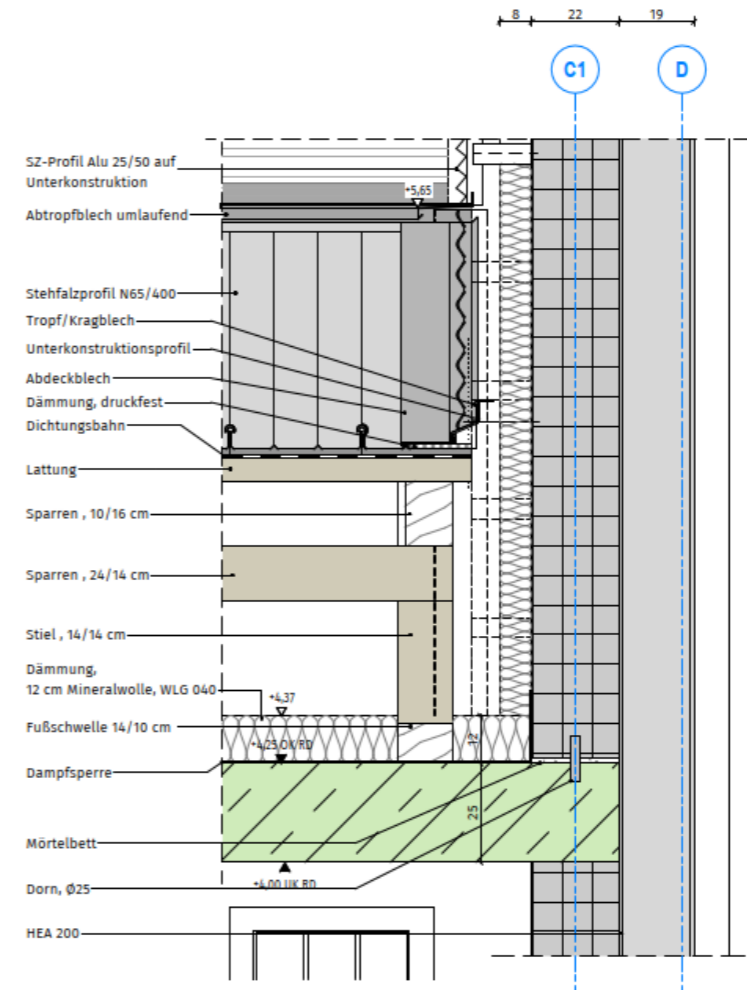 8 22 19
C1 D
SZ-Profil Alu 25/50 auf
Unterkonstruktion
+5,65
Abtropfblech umlaufend
Stehfalzprofil N65/400
Tropf/Kragblech
Unterkonstruktionsprofil
Abdeckblech
Dämmung, druckfest
Dichtungsbahn
Lattung
Sparren , 10/16 cm
Sparren , 24/14 cm
Stiel , 14/14 cm
Dämmung,
12 cm Mineralwolle, WLG 040
+4,37
Fußschwelle 14/10 cm
12
+4,25 OK RD
Dampfsperre
25
Mörtelbett
+4,00 UK RD
Dorn, Ø25
HEA 200